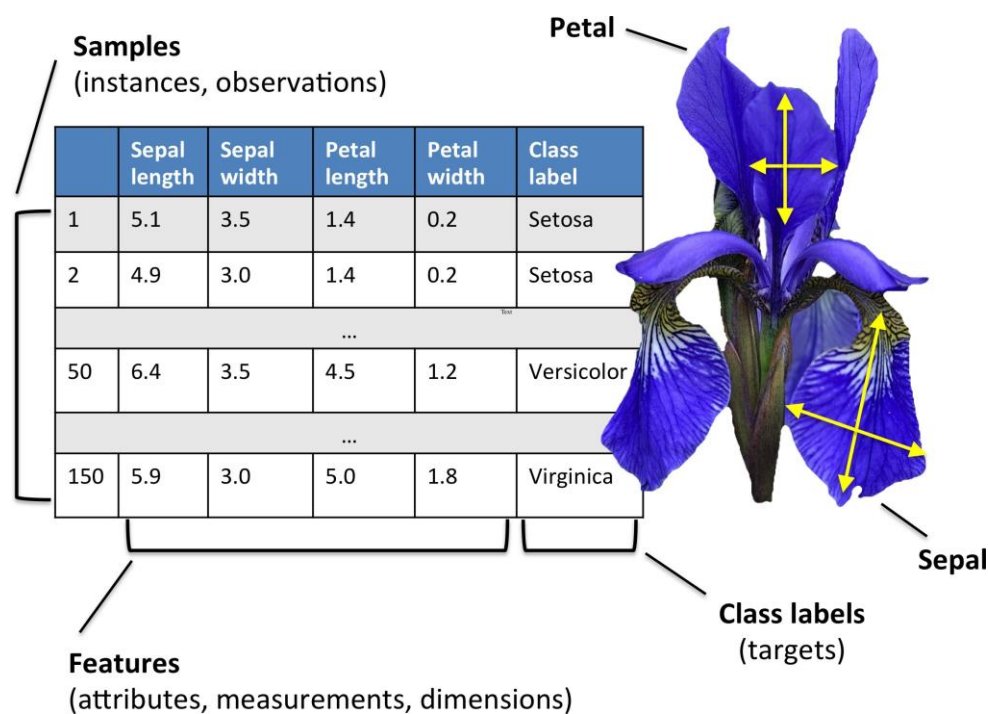 Samples
(instances, observations)
Petal
Sepal length Sepal width Petal length Petal width Class label
1 5.1 3.5 1.4 0.2 Setosa
2 4.9 3.0 1.4 0.2 Setosa
...
50 6.4 3.5 4.5 1.2 Versicolor
...
150 5.9 3.0 5.0 1.8 Virginica
Sepal
Class labels
(targets)
Features
(attributes, measurements, dimensions)